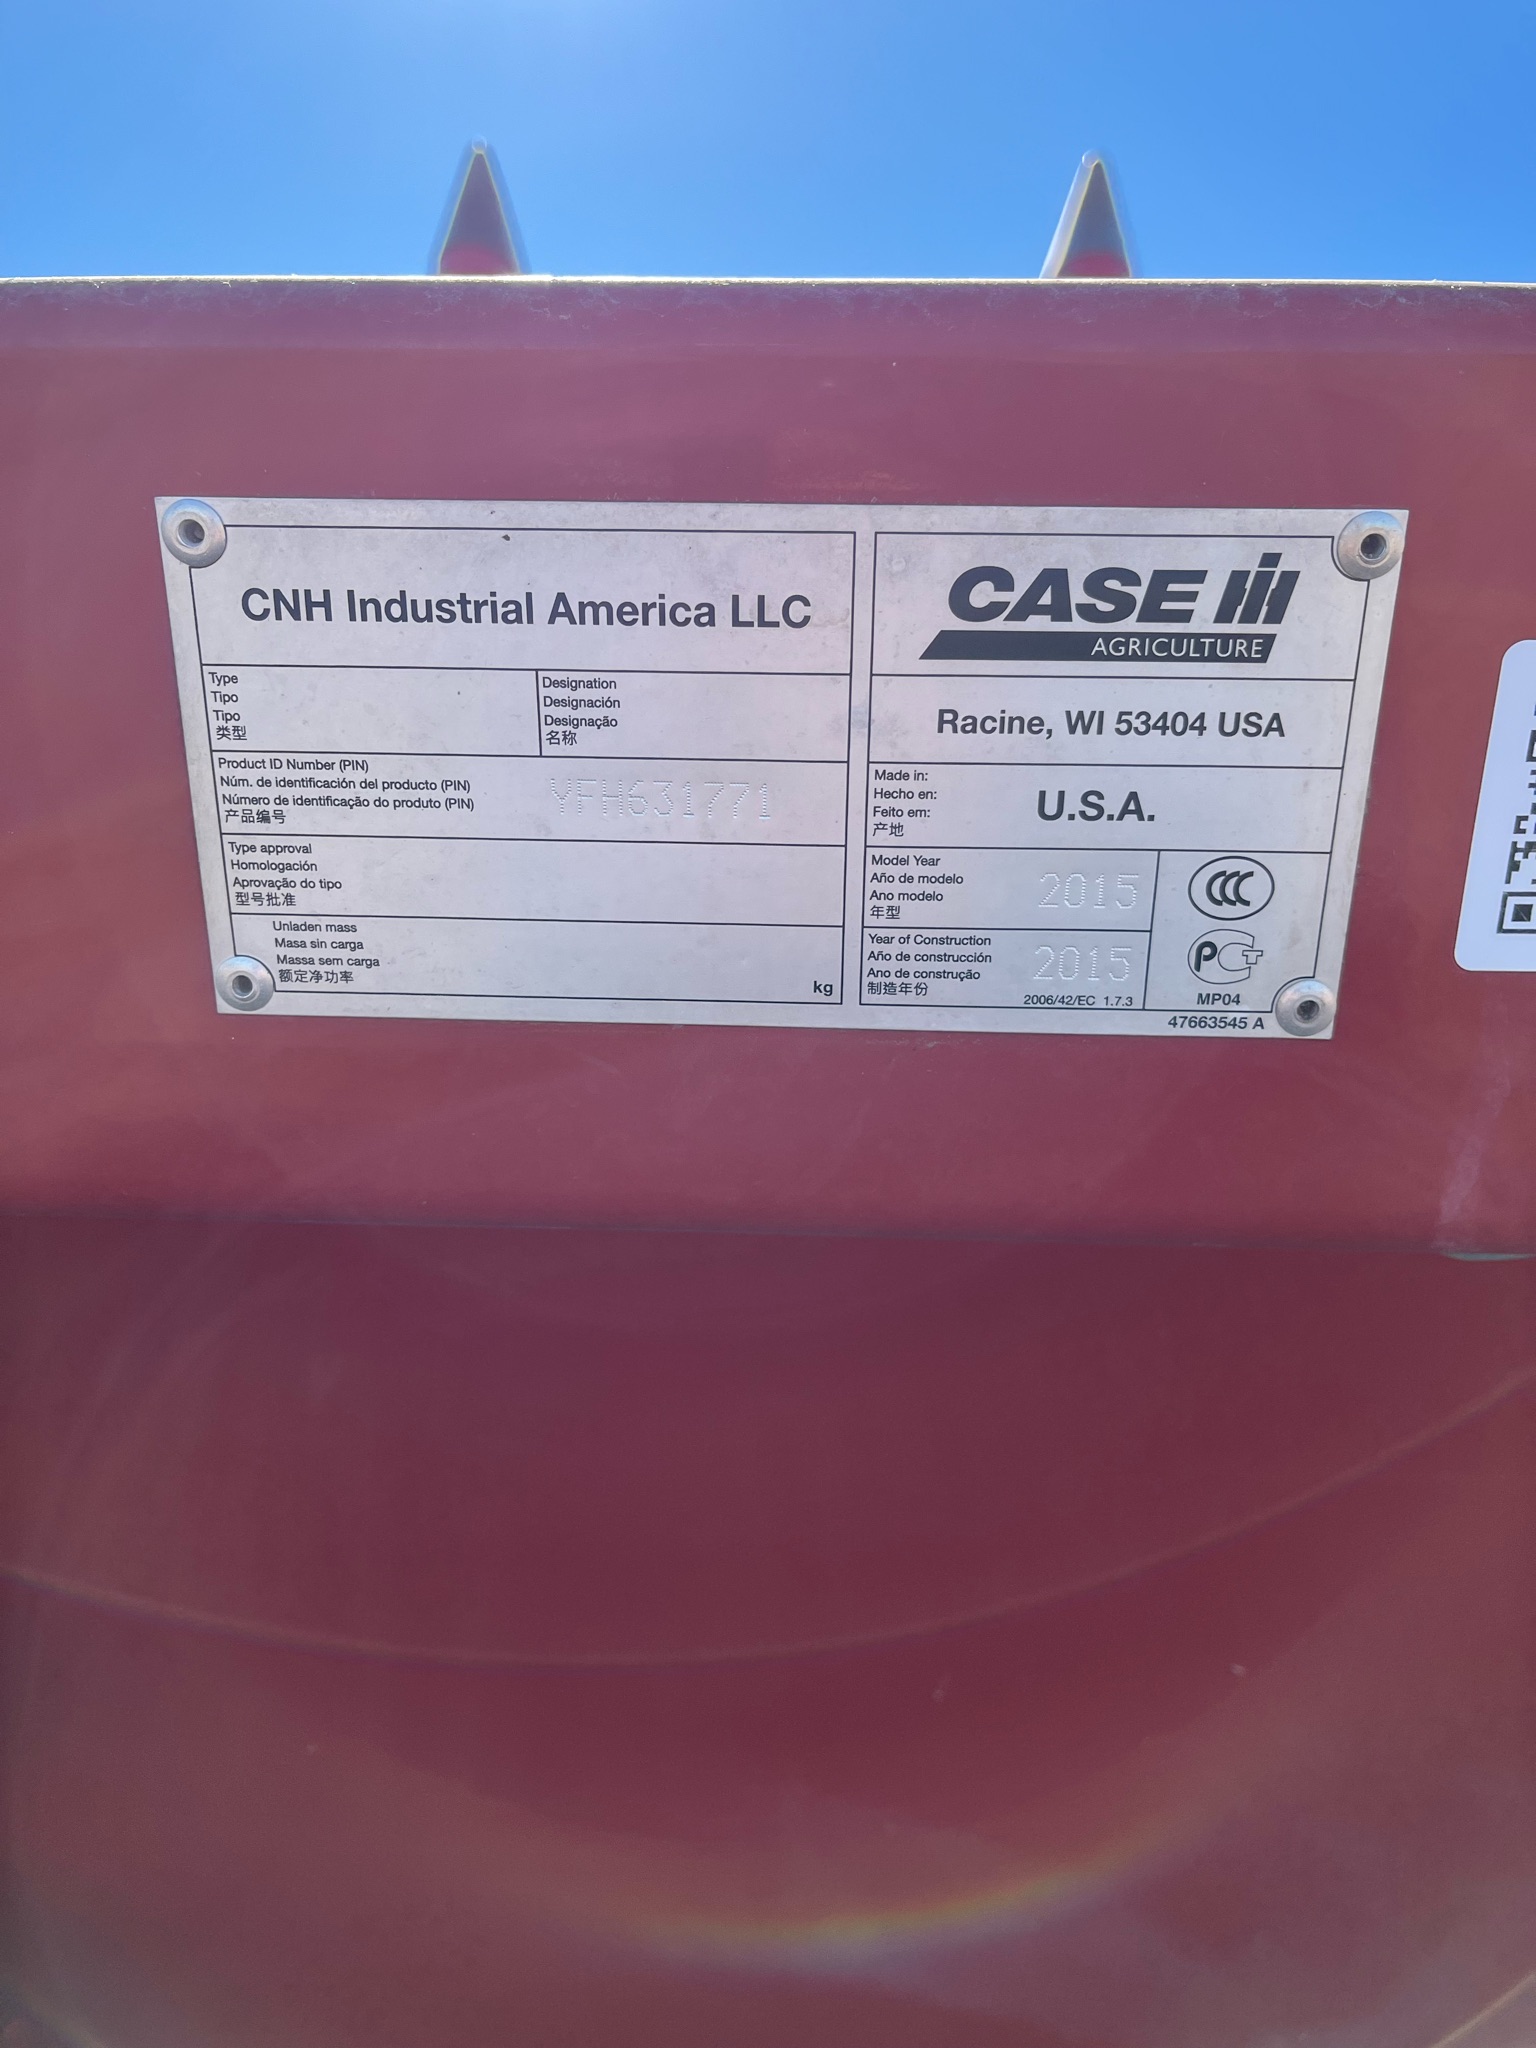 CNH Industrial America LLC
Type
Tipo
Tipo
类型
Designation
Designación
Designação
名称
Product ID Number (PIN)
Núm. de identificación del producto (PIN)
Número de identificação do produto (PIN)
产品编号
YFH631771
Type approval
Homologación
Aprovação do tipo
型号批准
Unladen mass
Masa sin carga
Massa sem carga
额定净功率
kg
CASE IH
AGRICULTURE
Racine, WI 53404 USA
Made in:
Hecho en:
Feito em:
产地
U.S.A.
Model Year
Año de modelo
Ano modelo
年型
2015
Year of Construction
Año de construcción
Ano de construção
制造年份
2015
2006/42/EC 1.7.3
CCC
PCT
MP04
47663545 A